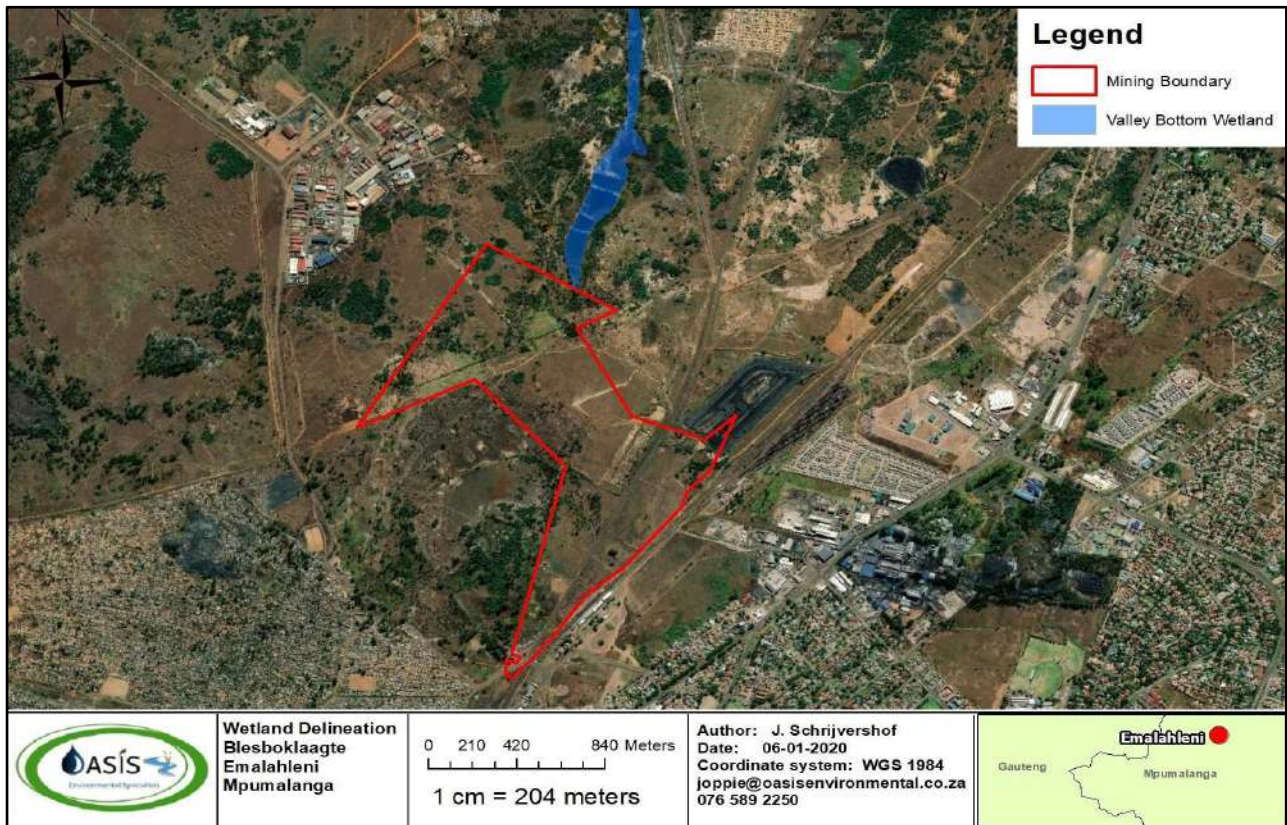 N
Legend
Mining Boundary
Valley Bottom Wetland
OASÍS
Environmental Specialists
Wetland Delineation
Blesboklaagte
Emalahleni
Mpumalanga
0 210 420 840 Meters
1 cm = 204 meters
Author: J. Schrijvershof
Date: 06-01-2020
Coordinate system: WGS 1984
joppie@oasisenvironmental.co.za
076 589 2250
Emalahleni
Gauteng
Mpumalanga